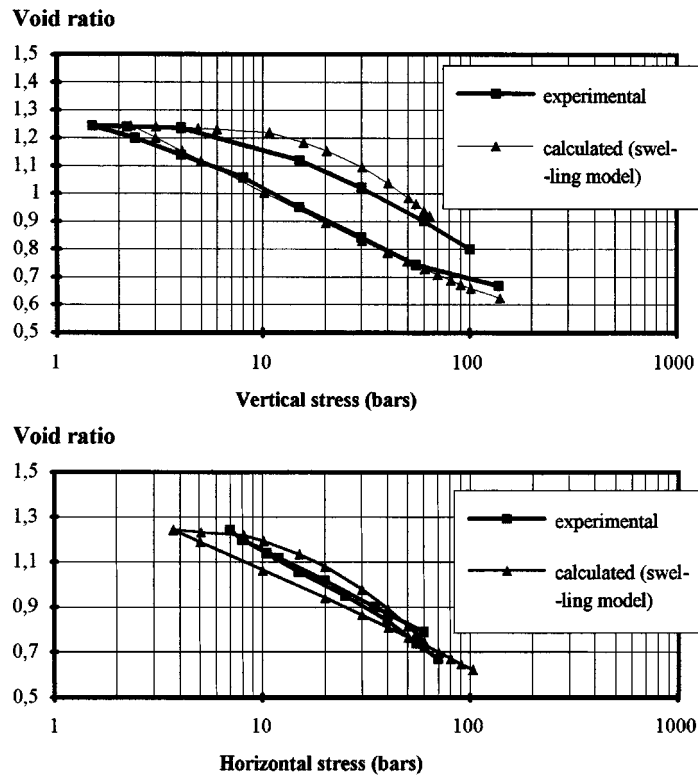 Void ratio
1,5
1,4
1,3
1,2
1,1
1
0,9
0,8
0,7
0,6
0,5
experimental
calculated (swel-
-ling model)
1
10
100
1000
Vertical stress (bars)
Void ratio
1,5
1,3
1,1
0,9
0,7
0,5
experimental
calculated (swel-
-ling model)
1
10
100
1000
Horizontal stress (bars)